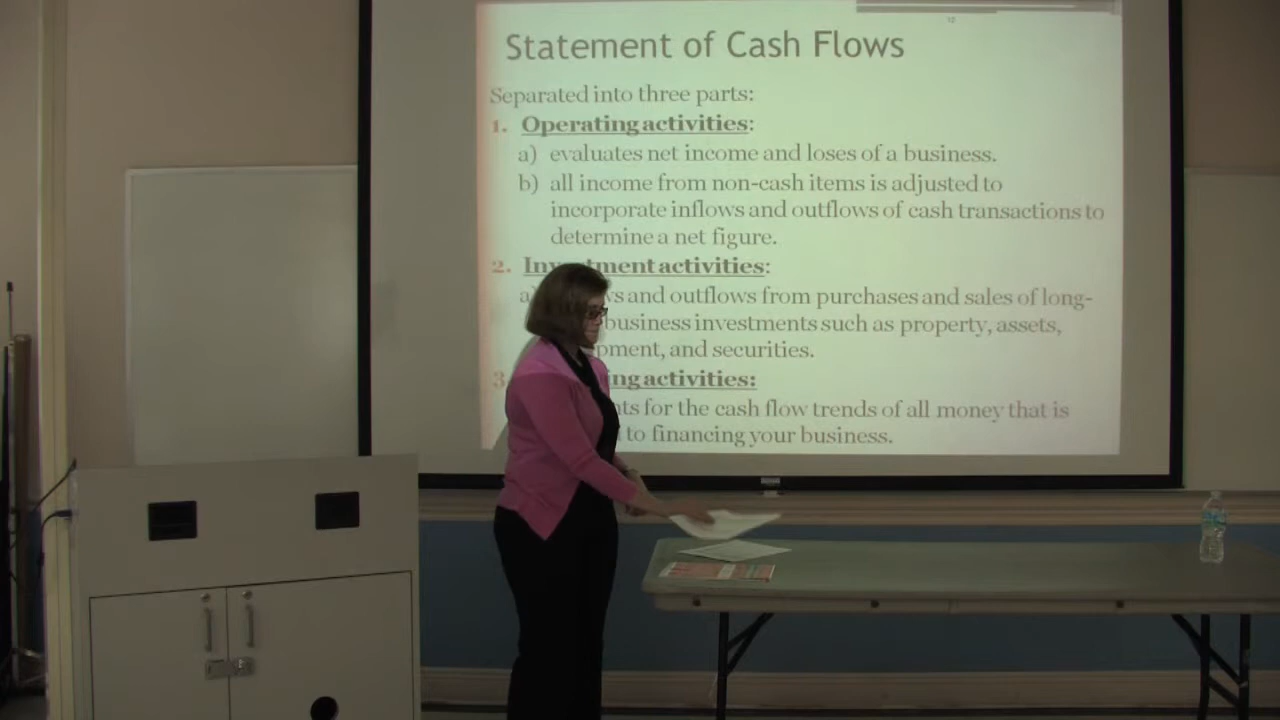 12
Statement of Cash Flows
Separated into three parts:
1. Operating activities:
a) evaluates net income and loses of a business.
b) all income from non-cash items is adjusted to
incorporate inflows and outflows of cash transactions to
determine a net figure.
2. Investment activities:
and outflows from purchases and sales of long-
business investments such as property, assets,
and securities.
3. activities:
for the cash flow trends of all money that is
to financing your business.